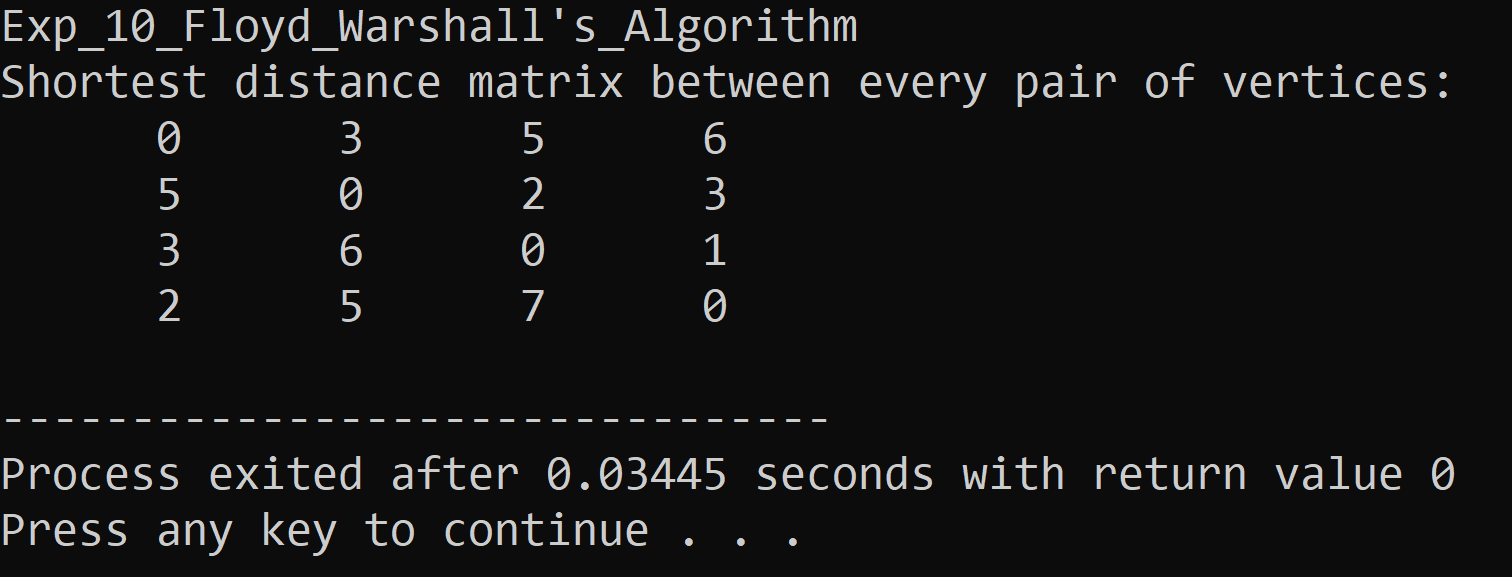 Exp_10_Floyd_Warshall's_Algorithm
Shortest distance matrix between every pair of vertices:
      0      3      5      6
      5      0      2      3
      3      6      0      1
      2      5      7      0
--------------------------------
Process exited after 0.03445 seconds with return value 0
Press any key to continue . . .